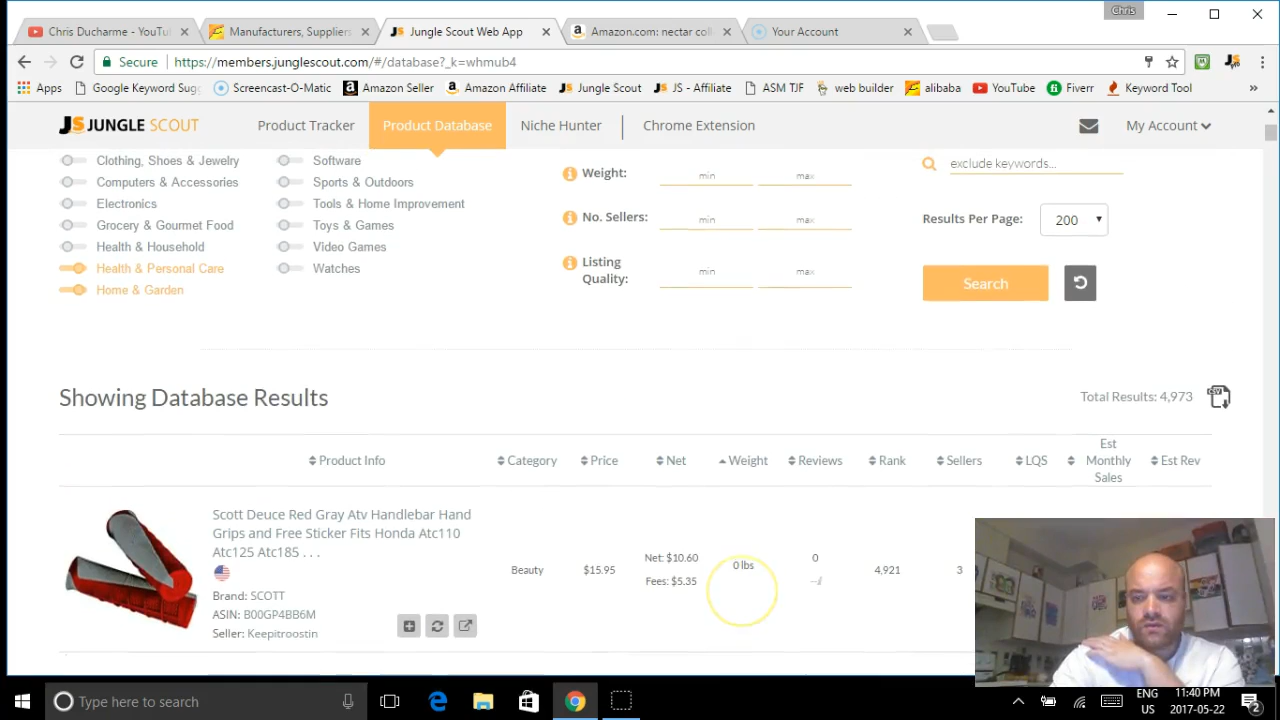 Chris
Chris Ducharme - YouTu
Manufacturers, Suppliers
Jungle Scout Web App
Amazon.com: nectar coll
Your Account
Secure
https://members.junglescout.com/#/database?_k=whmub4
Apps
Google Keyword Sugg
Screencast-O-Matic
Amazon Seller
Amazon Affiliate
Jungle Scout
JS - Affiliate
ASM TJF
web builder
alibaba
YouTube
Fiverr
Keyword Tool
JS JUNGLE SCOUT
Product Tracker
Product Database
Niche Hunter
Chrome Extension
My Account
Clothing, Shoes & Jewelry
Computers & Accessories
Electronics
Grocery & Gourmet Food
Health & Household
Health & Personal Care
Home & Garden
Software
Sports & Outdoors
Tools & Home Improvement
Toys & Games
Video Games
Watches
Weight:
min
max
No. Sellers:
min
max
Listing
Quality:
min
max
exclude keywords...
Results Per Page:
200
Search
Showing Database Results
Total Results: 4,973
CSV
Product Info
Category
Price
Net
Weight
Reviews
Rank
Sellers
LQS
Est
Monthly
Sales
Est Rev
Scott Deuce Red Gray Atv Handlebar Hand
Grips and Free Sticker Fits Honda Atc110
Atc125 Atc185 . . .
Brand: SCOTT
ASIN: B00GP4BB6M
Seller: Keepitroostin
Beauty
$15.95
Net: $10.60
Fees: $5.35
0 lbs
0
4,921
3
Type here to search
ENG
US
11:40 PM
2017-05-22
2